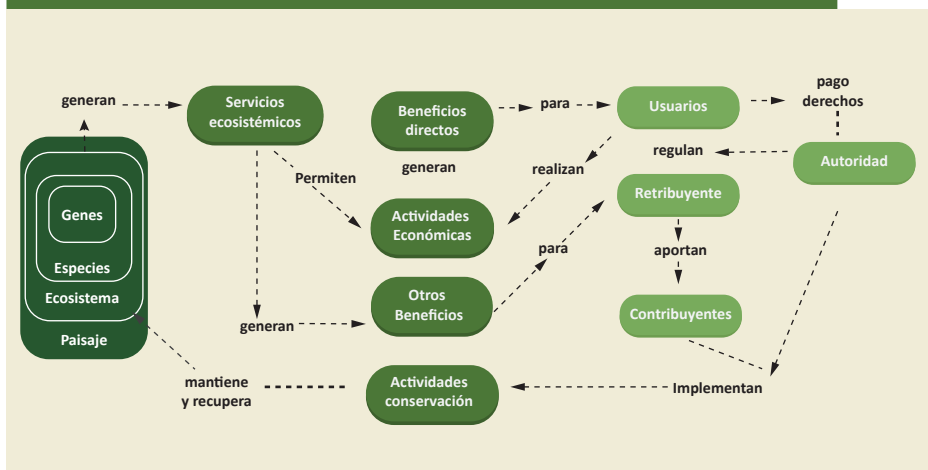 generan
Servicios
ecosistémicos
Beneficios
directos
para
Usuarios
pago
derechos
generan
regulan
Autoridad
Permiten
realizan
Genes
Especies
Ecosistema
Paisaje
Actividades
Económicas
Retribuyente
para
aportan
Otros
Beneficios
generan
Contribuyentes
mantiene
y recupera
Actividades
conservación
Implementan